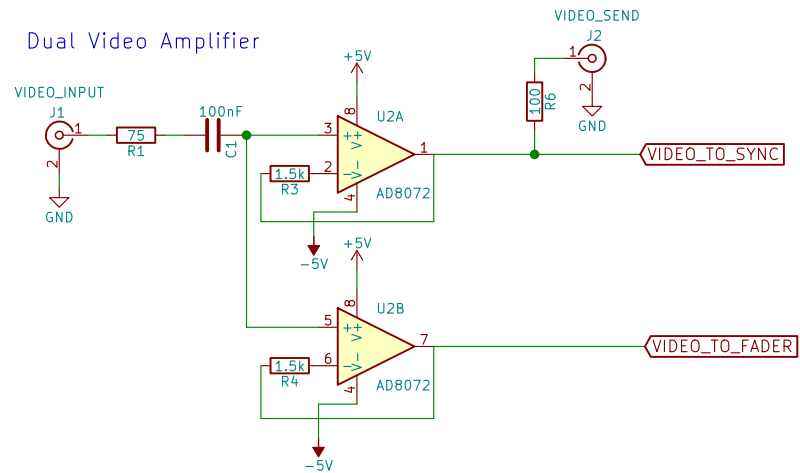 Dual Video Amplifier
VIDEO_SEND
J2
1
2
GND
100
R6
+5V
VIDEO_INPUT
J1
1
2
GND
75
R1
100nF
C1
8
U2A
3
+
+
V
1
2
-
V-
1.5k
R3
4
AD8072
-5V
VIDEO_TO_SYNC
+5V
8
U2B
5
+
+
V
7
6
-
V-
1.5k
R4
4
AD8072
-5V
VIDEO_TO_FADER